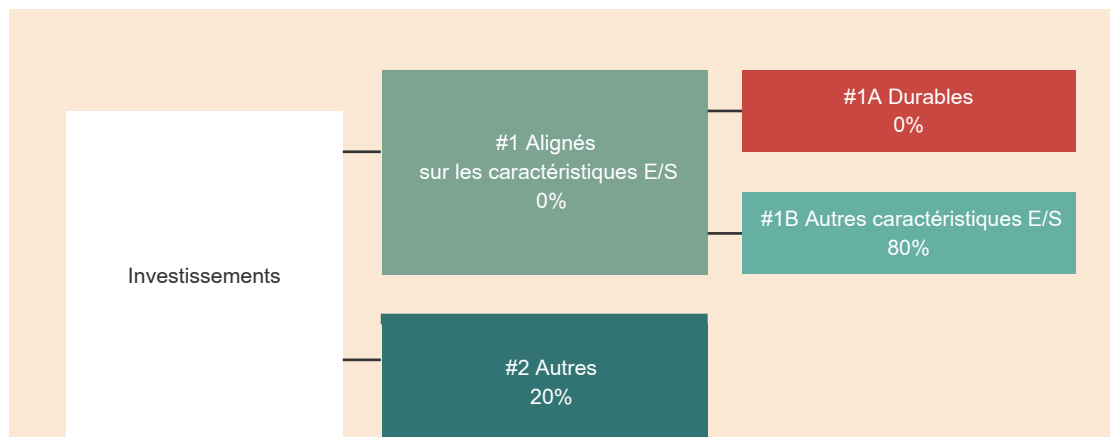 Investissements
#1 Alignés
sur les caractéristiques E/S
0%
#1A Durables
0%
#1B Autres caractéristiques E/S
80%
#2 Autres
20%